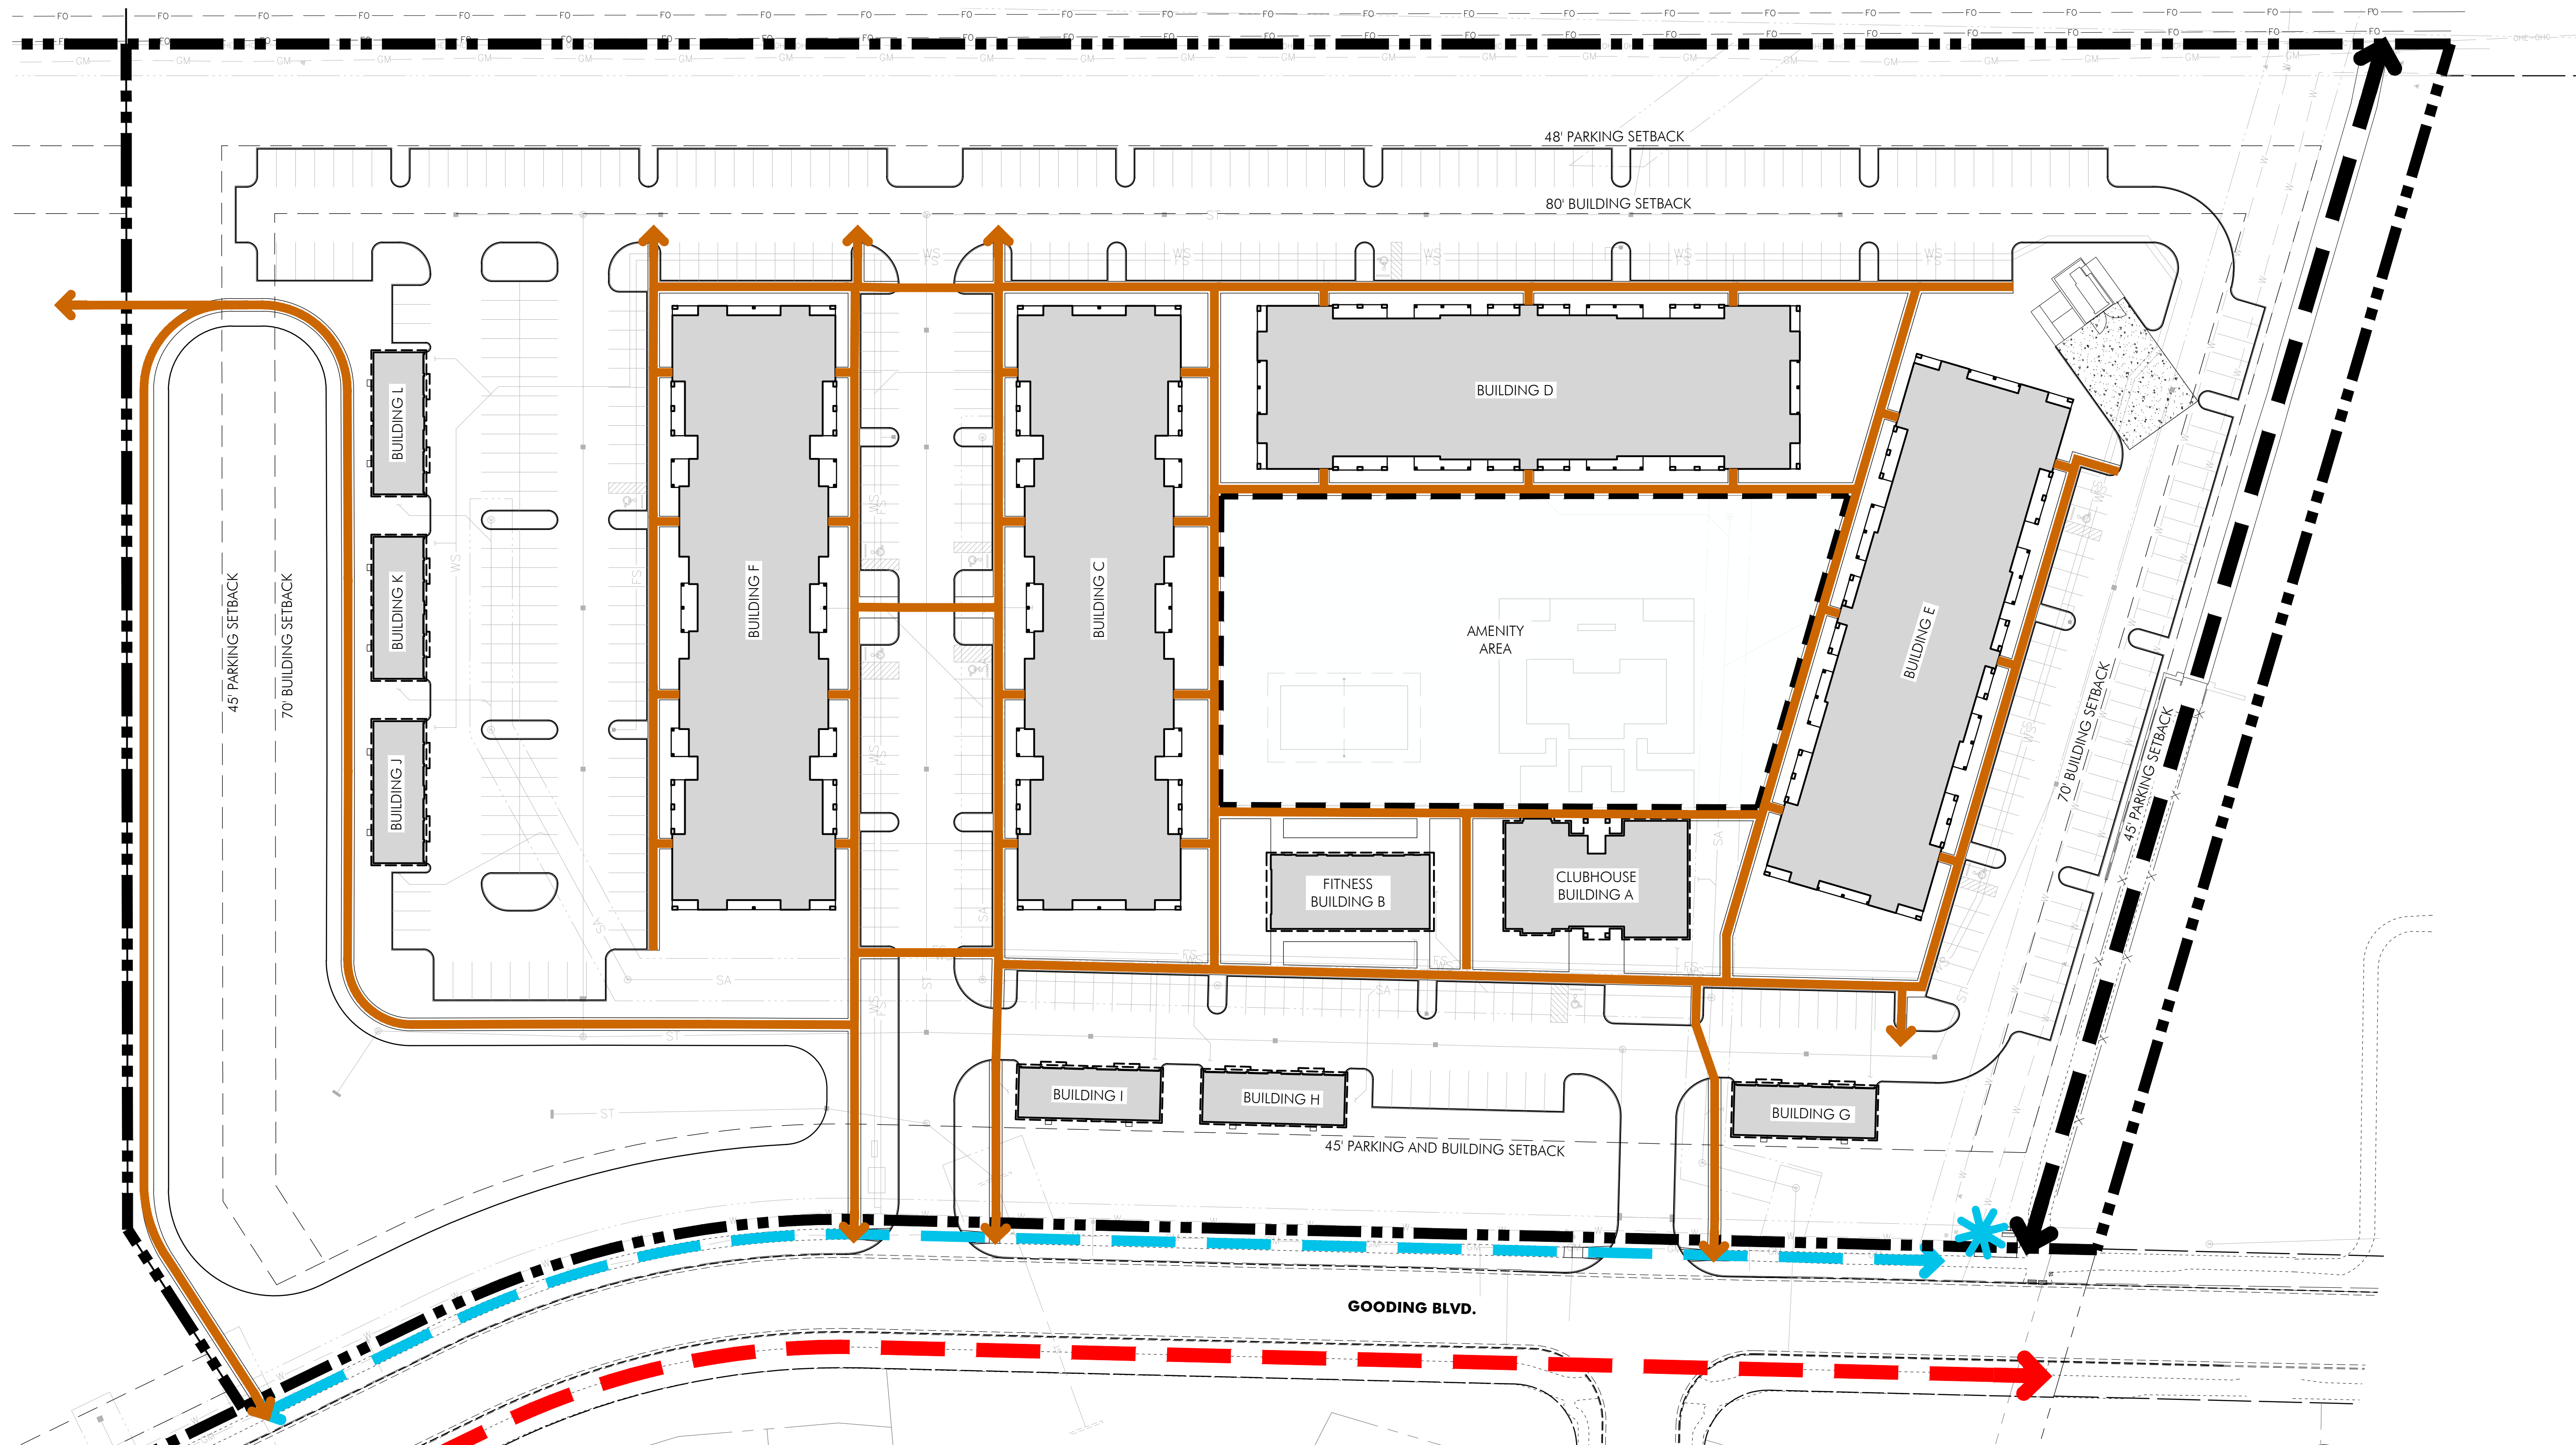 48' PARKING SETBACK
80' BUILDING SETBACK
BUILDING L
BUILDING K
BUILDING J
45' PARKING SETBACK
70' BUILDING SETBACK
BUILDING F
BUILDING C
BUILDING D
AMENITY
AREA
BUILDING E
70' BUILDING SETBACK
45' PARKING SETBACK
FITNESS
BUILDING B
CLUBHOUSE
BUILDING A
BUILDING I
BUILDING H
BUILDING G
45' PARKING AND BUILDING SETBACK
GOODING BLVD.